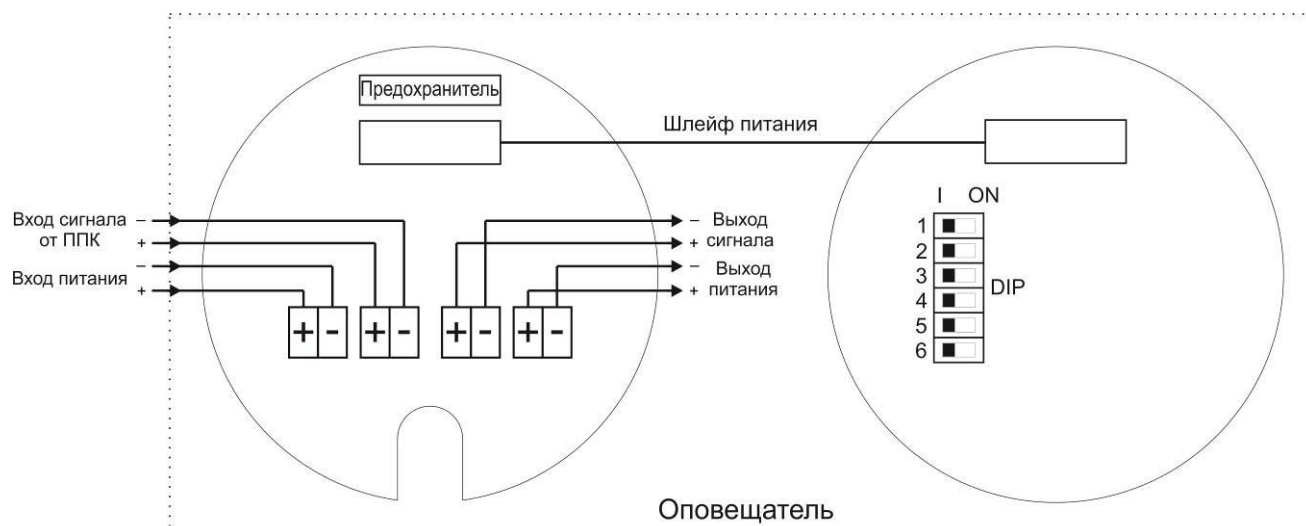 Предохранитель
Шлейф питания
I ON
1
2
3
4
5
6
DIP
Вход сигнала
от ППК
–
+
Вход питания
–
+
– Выход
+ сигнала
– Выход
+ питания
+ - + - + - + -
Оповещатель